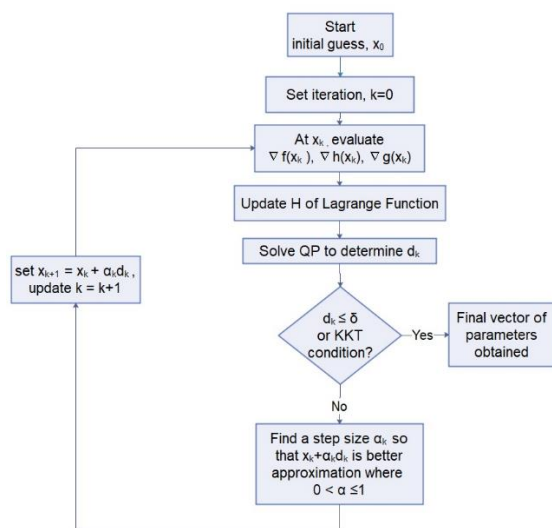 Start
initial guess, x₀
Set iteration, k=0
At xₖ, evaluate
∇ f(xₖ ), ∇ h(xₖ), ∇ g(xₖ)
Update H of Lagrange Function
Solve QP to determine dₖ
set xₖ₊₁ = xₖ + αₖdₖ ,
update k = k+1
dₖ ≤ δ
or KKT
condition?
Yes
Final vector of
parameters
obtained
No
Find a step size αₖ so
that xₖ+αₖdₖ is better
approximation where
0 < α ≤1